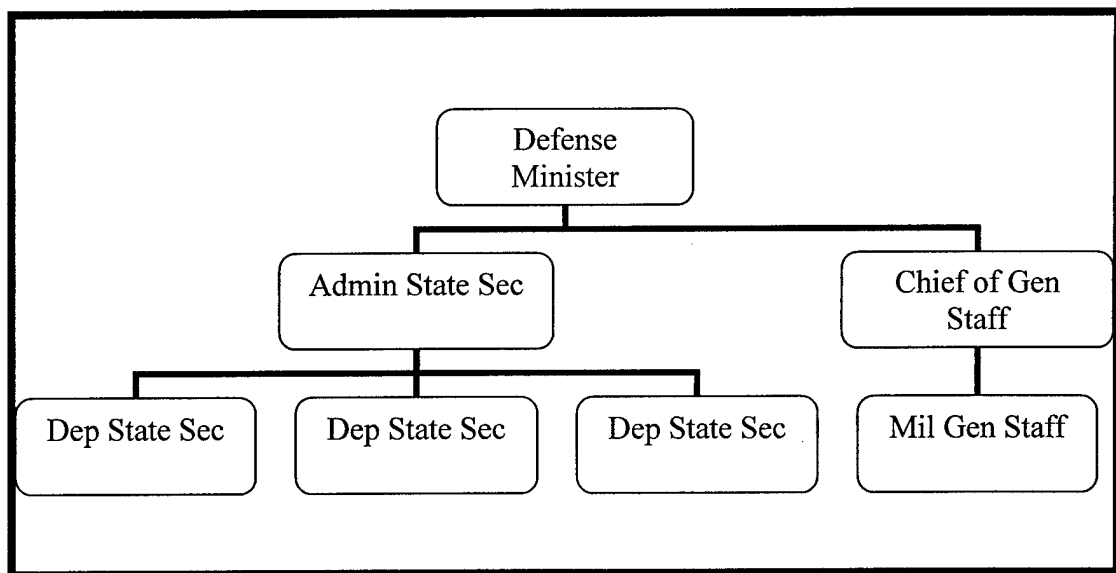 Defense
Minister
Admin State Sec
Chief of Gen
Staff
Dep State Sec
Dep State Sec
Dep State Sec
Mil Gen Staff